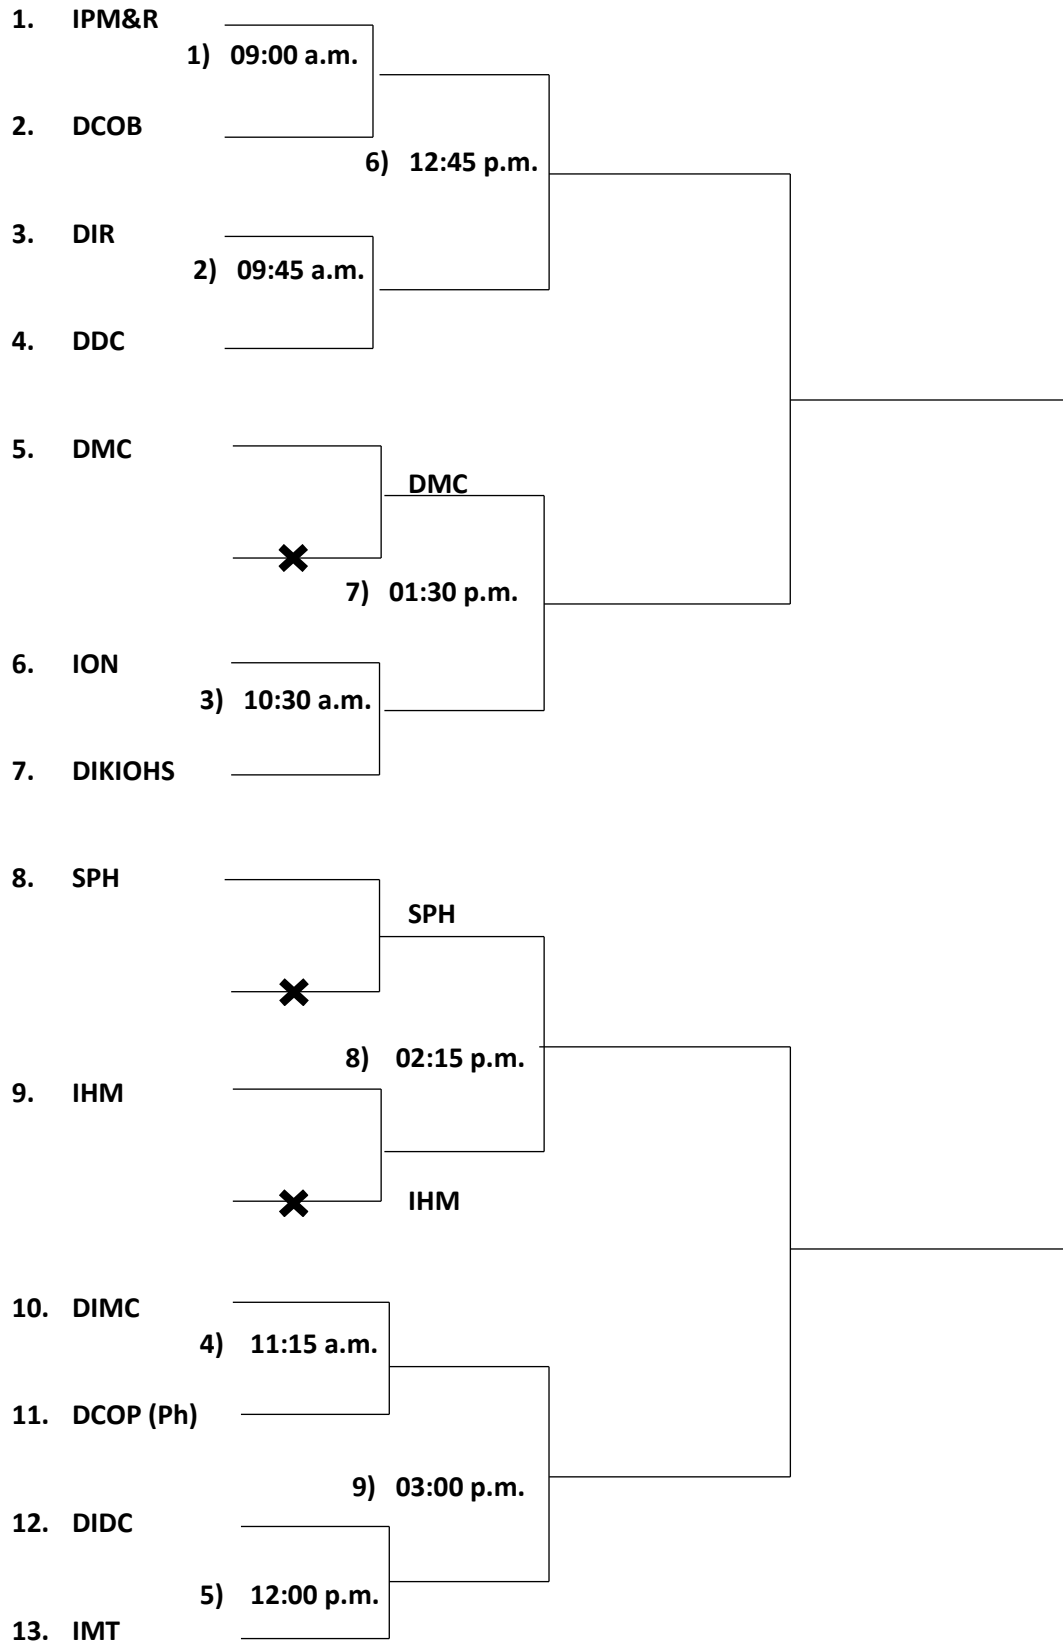 1. IPM&R
1) 09:00 a.m.
2. DCOB
6) 12:45 p.m.
3. DIR
2) 09:45 a.m.
4. DDC
5. DMC
DMC
7) 01:30 p.m.
6. ION
3) 10:30 a.m.
7. DIKIOHS
8. SPH
SPH
8) 02:15 p.m.
9. IHM
IHM
10. DIMC
4) 11:15 a.m.
11. DCOP (Ph)
9) 03:00 p.m.
12. DIDC
5) 12:00 p.m.
13. IMT